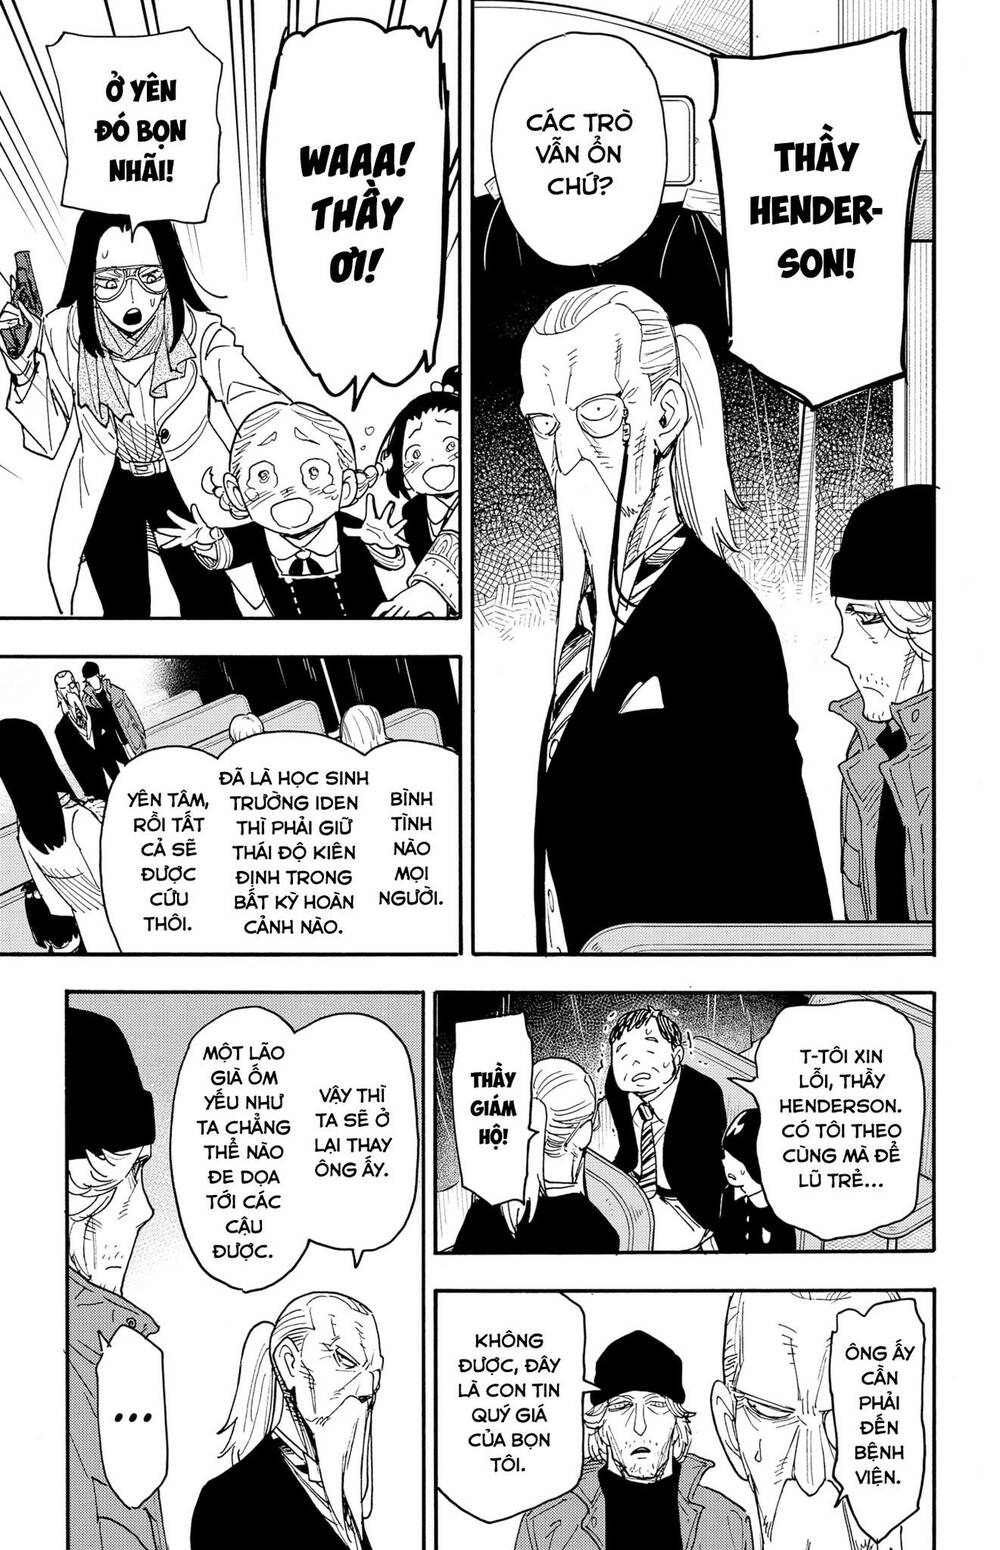 THẦY
HENDER-
SON!
CÁC TRÒ
VẪN ỔN
CHỨ?
WAAA!
THẦY
ƠI!
Ở YÊN
ĐÓ BỌN
NHÃI!
BÌNH
TĨNH
NÀO
MỌI
NGƯỜI.
ĐÃ LÀ HỌC SINH
TRƯỜNG IDEN
THÌ PHẢI GIỮ
THÁI ĐỘ KIÊN
ĐỊNH TRONG
BẤT KỲ HOÀN
CẢNH NÀO.
YÊN TÂM,
RỒI TẤT
CẢ SẼ
ĐƯỢC
CỨU
THÔI.
T-TÔI XIN
LỖI, THẦY
HENDERSON.
CÓ TÔI THEO
CÙNG MÀ ĐỂ
LŨ TRẺ...
THẦY
GIÁM
HỘ!
ÔNG ẤY
CẦN PHẢI
ĐẾN
BỆNH
VIỆN.
KHÔNG
ĐƯỢC, ĐÂY
LÀ CON TIN
QUÝ GIÁ
CỦA BỌN
TÔI.
VẬY THÌ
TA SẼ Ở
LẠI THAY
ÔNG ẤY.
MỘT LÃO
GIÀ ỐM
YẾU NHƯ
TA CHẲNG
THỂ NÀO
ĐE DỌA
TỚI CÁC
CẬU
ĐƯỢC.
...